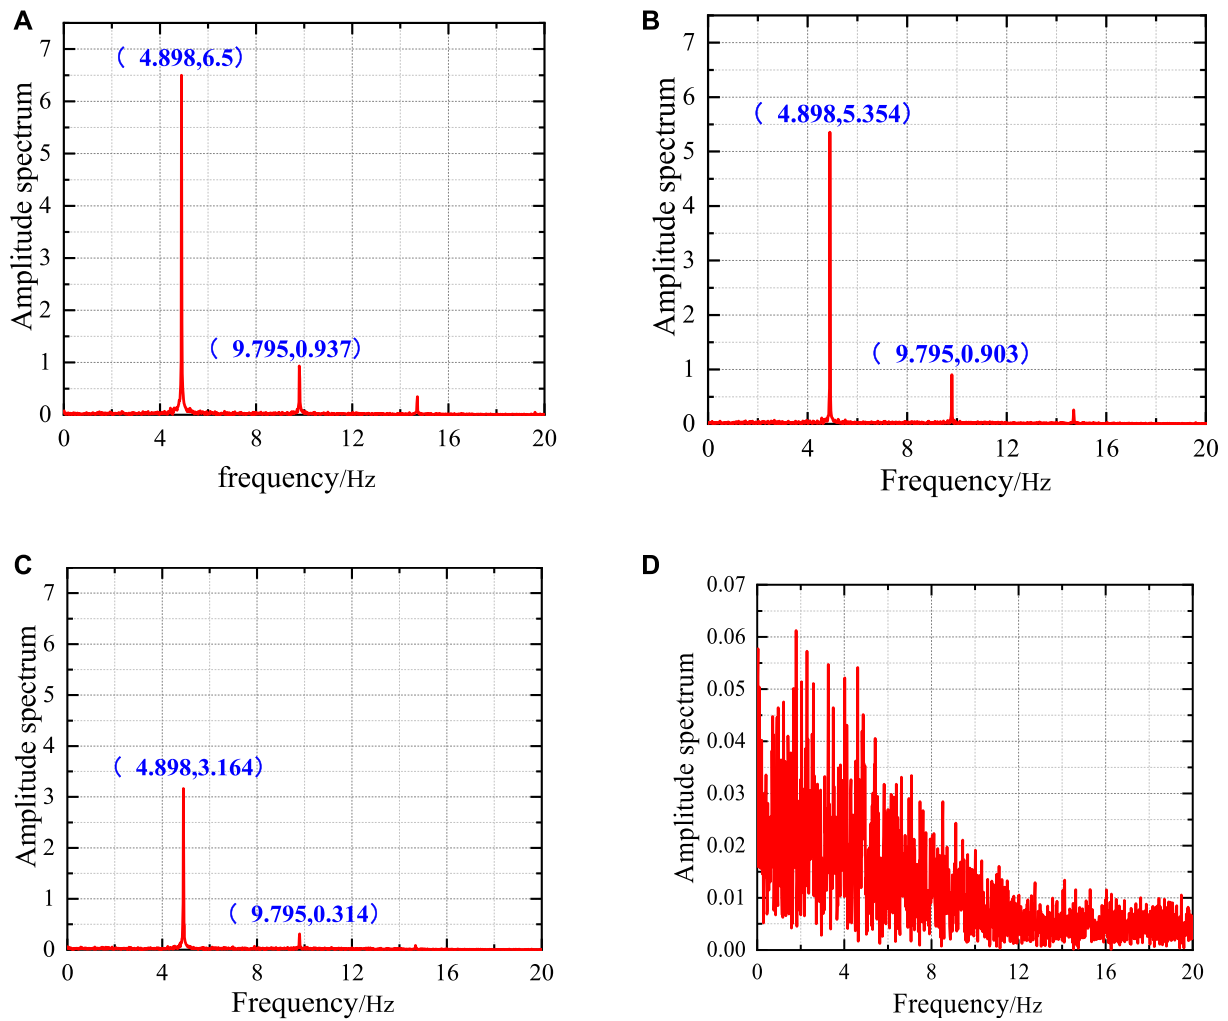 A
Amplitude spectrum
7
6
5
4
3
2
1
0
( 4.898,6.5)
( 9.795,0.937)
0 4 8 12 16 20
frequency/Hz
B
Amplitude spectrum
7
6
5
4
3
2
1
0
( 4.898,5.354)
( 9.795,0.903)
0 4 8 12 16 20
Frequency/Hz
C
Amplitude spectrum
7
6
5
4
3
2
1
0
( 4.898,3.164)
( 9.795,0.314)
0 4 8 12 16 20
Frequency/Hz
D
Amplitude spectrum
0.07
0.06
0.05
0.04
0.03
0.02
0.01
0.00
0 4 8 12 16 20
Frequency/Hz